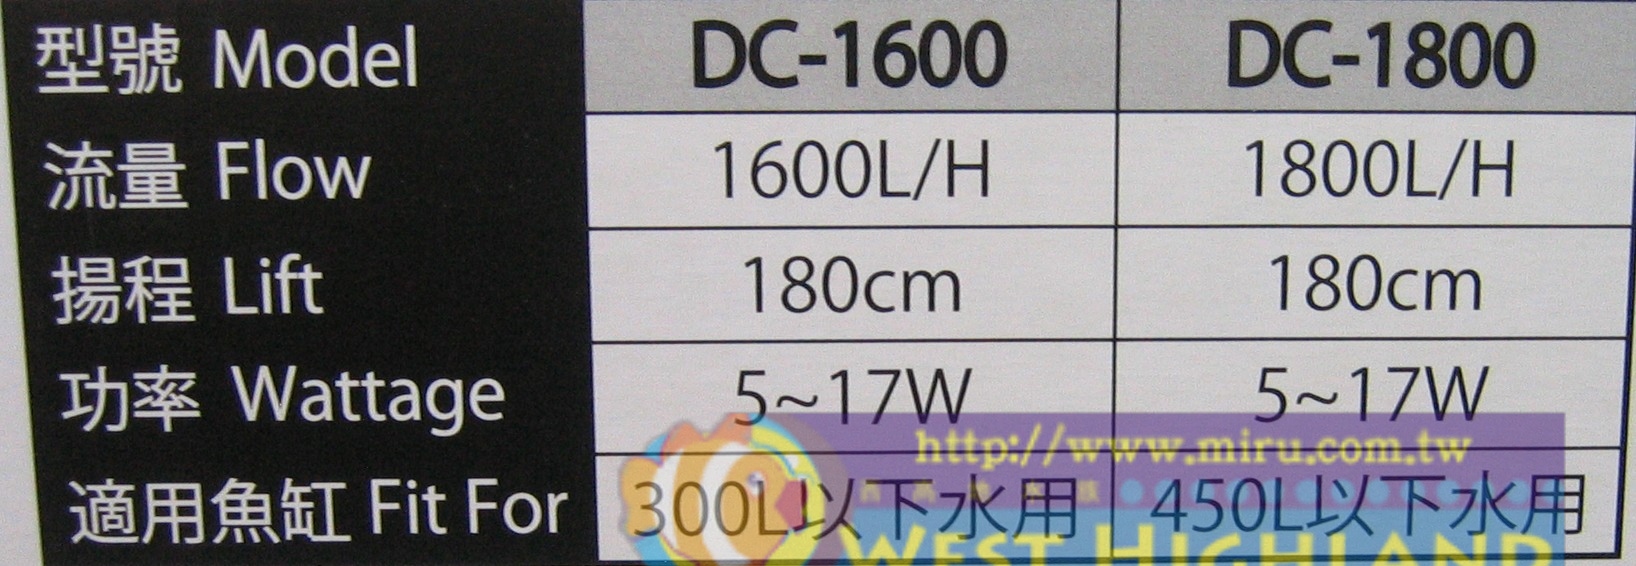 型號 Model DC-1600 DC-1800
流量 Flow 1600L/H 1800L/H
揚程 Lift 180cm 180cm
功率 Wattage 5~17W 5~17W
http://www.miru.com.tw
適用魚缸 Fit For 300L以下水用 450L以下水用
WEST HIGHLAND